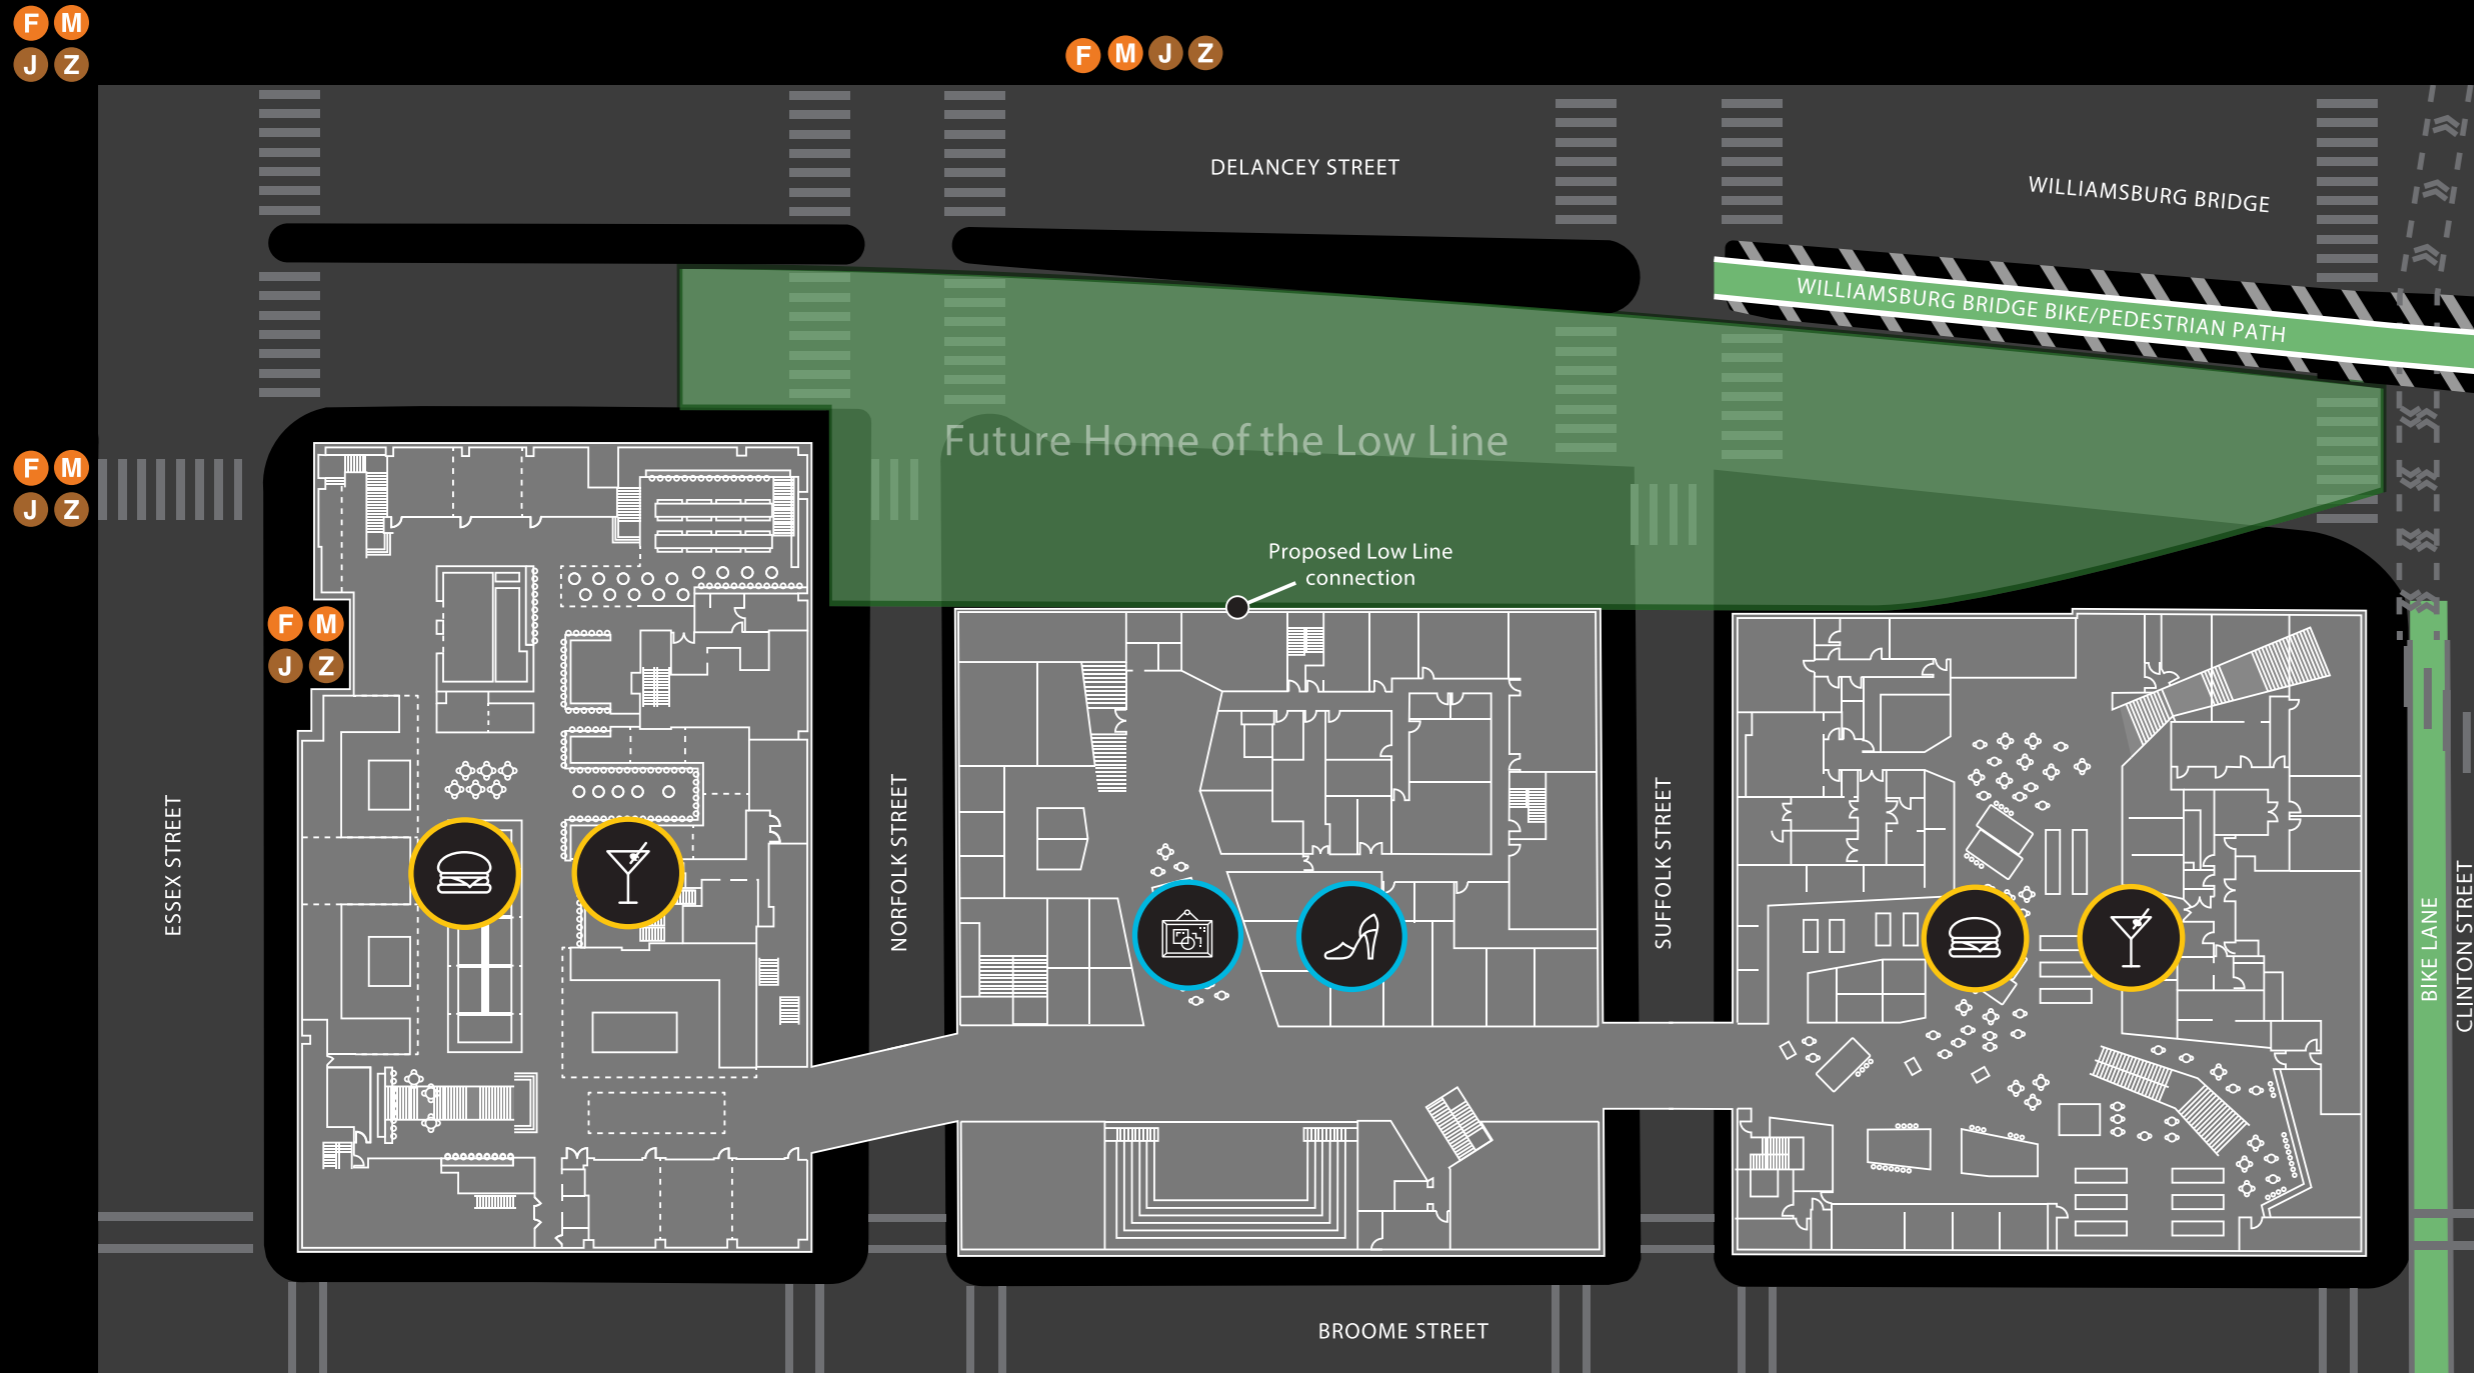 F M
J Z
F M J Z
DELANCEY STREET
WILLIAMSBURG BRIDGE
WILLIAMSBURG BRIDGE BIKE/PEDESTRIAN PATH
Future Home of the Low Line
F M
J Z
Proposed Low Line
connection
F M
J Z
ESSEX STREET
NORFOLK STREET
SUFFOLK STREET
BIKE LANE
CLINTON STREET
BROOME STREET